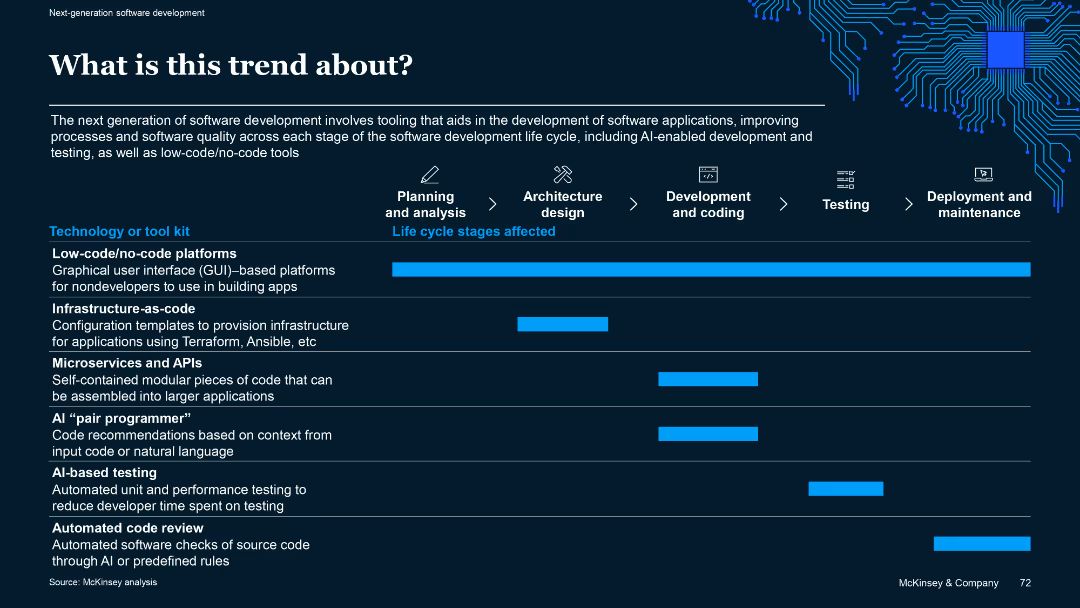 Next-generation software development
What is this trend about?
The next generation of software development involves tooling that aids in the development of software applications, improving
processes and software quality across each stage of the software development life cycle, including AI-enabled development and
testing, as well as low-code/no-code tools
Planning
and analysis
Architecture
design
Development
and coding
Testing
Deployment and
maintenance
Technology or tool kit
Life cycle stages affected
Low-code/no-code platforms
Graphical user interface (GUI)–based platforms
for nondevelopers to use in building apps
Infrastructure-as-code
Configuration templates to provision infrastructure
for applications using Terraform, Ansible, etc
Microservices and APIs
Self-contained modular pieces of code that can
be assembled into larger applications
AI “pair programmer”
Code recommendations based on context from
input code or natural language
AI-based testing
Automated unit and performance testing to
reduce developer time spent on testing
Automated code review
Automated software checks of source code
through AI or predefined rules
Source: McKinsey analysis
McKinsey & Company 72